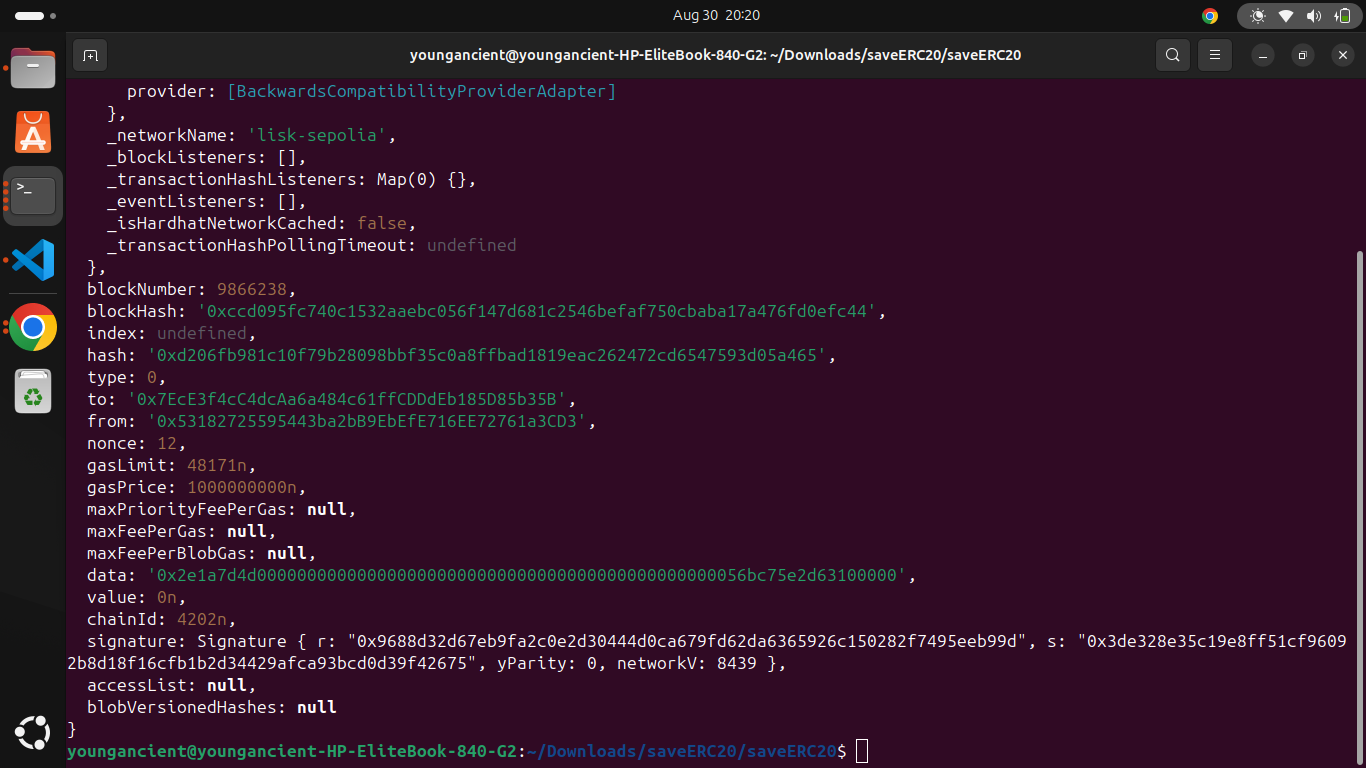 Aug 30 20:20
youngancient@youngancient-HP-EliteBook-840-G2: ~/Downloads/saveERC20/saveERC20
provider: [BackwardsCompatibilityProviderAdapter]
},
_networkName: 'lisk-sepolia',
_blockListeners: [],
_transactionHashListeners: Map(0) {},
_eventListeners: [],
_isHardhatNetworkCached: false,
_transactionHashPollingTimeout: undefined
},
blockNumber: 9866238,
blockHash: '0xccd095fc740c1532aaebc056f147d681c2546befaf750cbaba17a476fd0efc44',
index: undefined,
hash: '0xd206fb981c10f79b28098bbf35c0a8ffbad1819eac262472cd6547593d05a465',
type: 0,
to: '0x7EcE3f4cC4dcAa6a484c61ffCDDdEb185D85b35B',
from: '0x53182725595443ba2bB9EbEfE716EE72761a3CD3',
nonce: 12,
gasLimit: 48171n,
gasPrice: 1000000000n,
maxPriorityFeePerGas: null,
maxFeePerGas: null,
maxFeePerBlobGas: null,
data: '0x2e1a7d4d0000000000000000000000000000000000000000000000056bc75e2d63100000',
value: 0n,
chainId: 4202n,
signature: Signature { r: "0x9688d32d67eb9fa2c0e2d30444d0ca679fd62da6365926c150282f7495eeb99d", s: "0x3de328e35c19e8ff51cf9609
2b8d18f16cfb1b2d34429afca93bcd0d39f42675", yParity: 0, networkV: 8439 },
accessList: null,
blobVersionedHashes: null
}
youngancient@youngancient-HP-EliteBook-840-G2:~/Downloads/saveERC20/saveERC20$